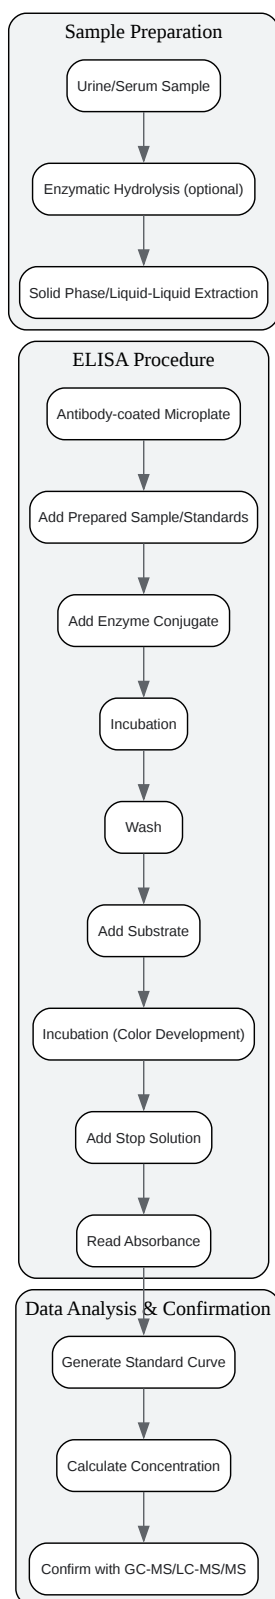 Sample Preparation
Urine/Serum Sample
Enzymatic Hydrolysis (optional)
Solid Phase/Liquid-Liquid Extraction
ELISA Procedure
Antibody-coated Microplate
Add Prepared Sample/Standards
Add Enzyme Conjugate
Incubation
Wash
Add Substrate
Incubation (Color Development)
Add Stop Solution
Read Absorbance
Data Analysis & Confirmation
Generate Standard Curve
Calculate Concentration
Confirm with GC-MS/LC-MS/MS